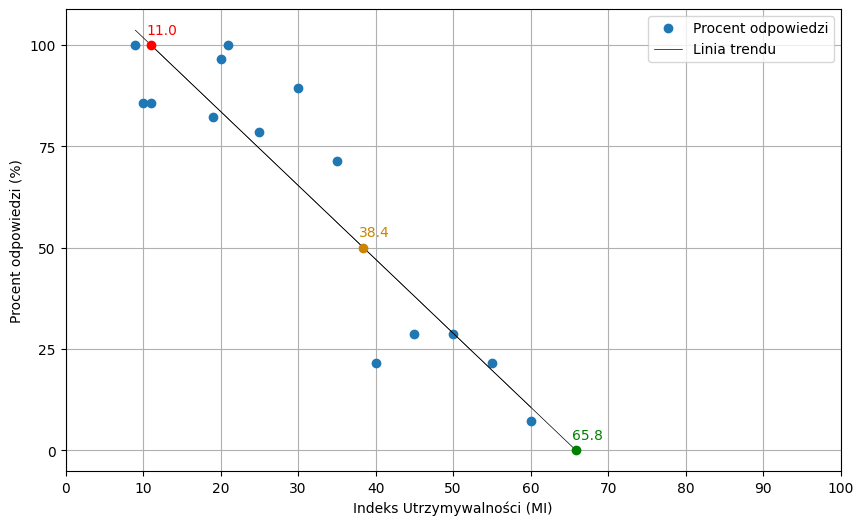 Procent odpowiedzi
Linia trendu
11.0
38.4
65.8
100
75
50
25
0
Procent odpowiedzi (%)
0 10 20 30 40 50 60 70 80 90 100
Indeks Utrzymywalności (MI)